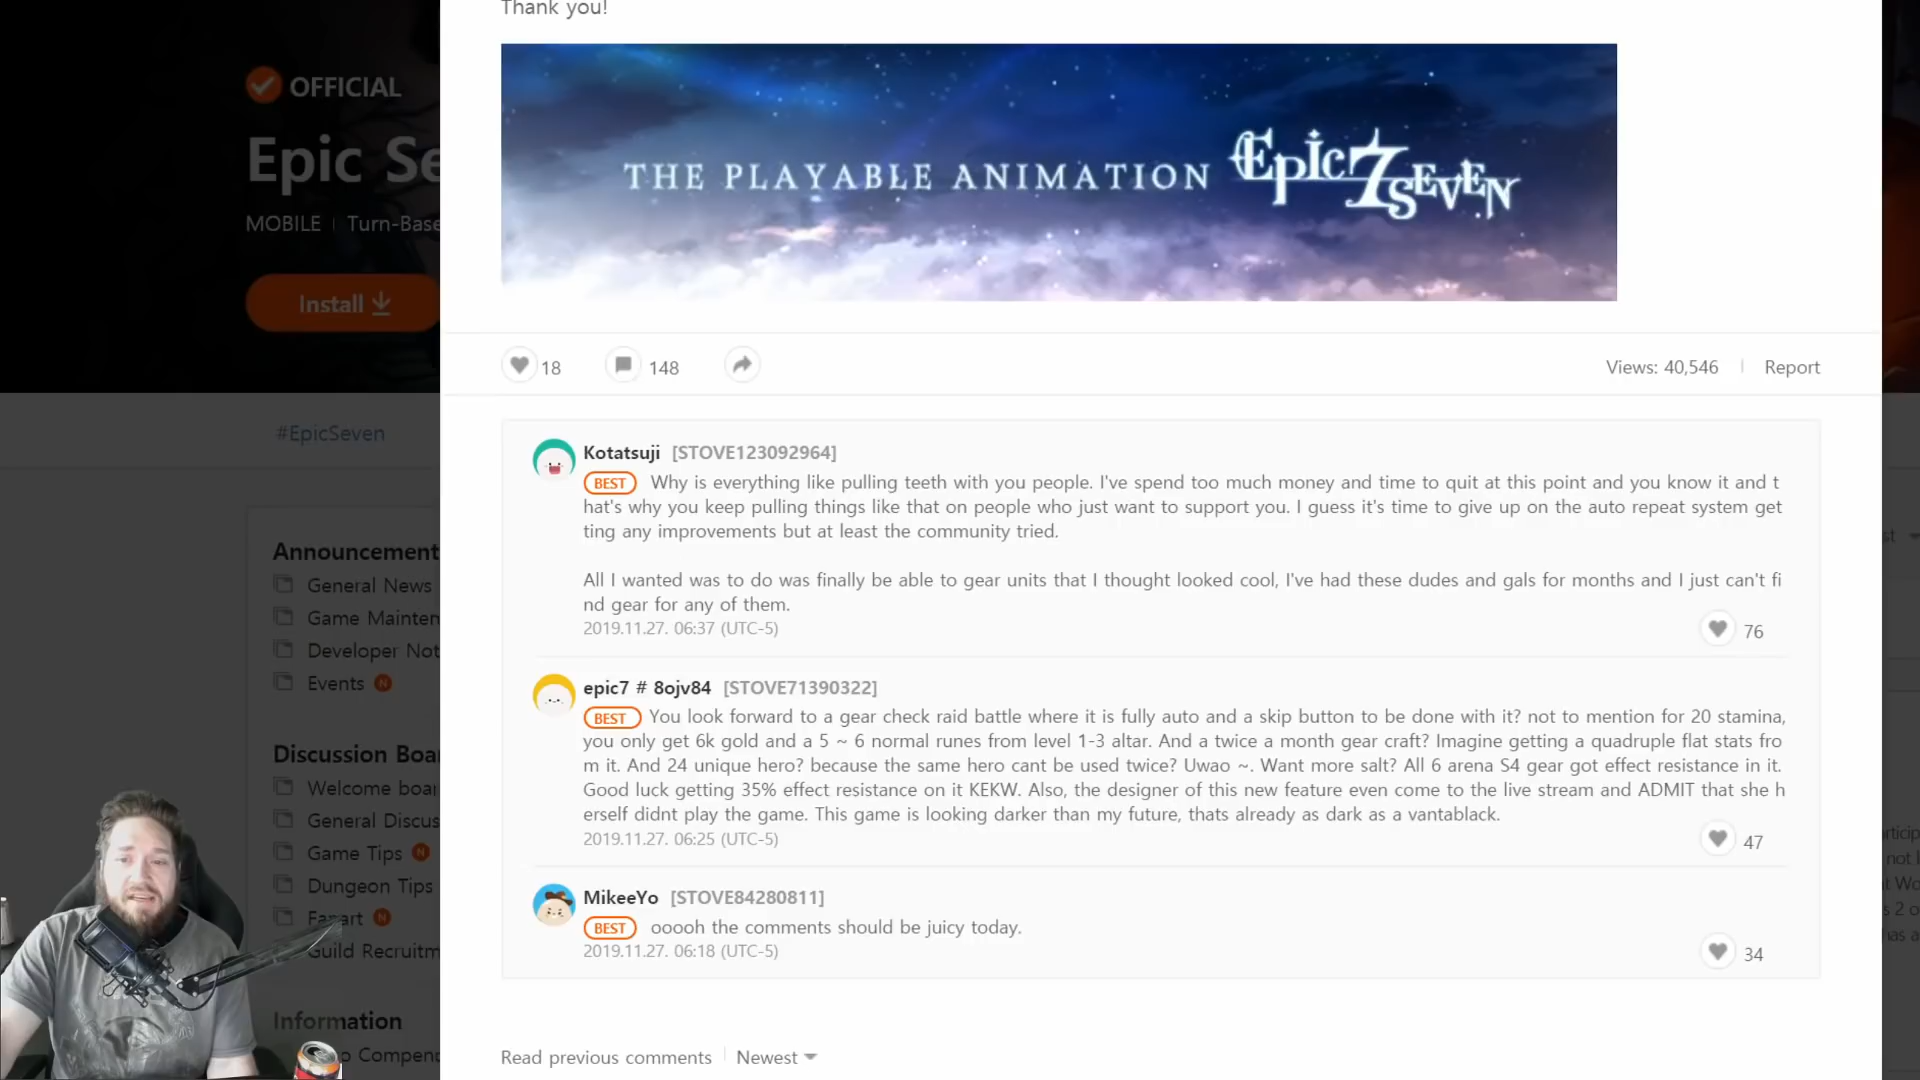 Thank you!
OFFICIAL
Epic Se
MOBILE | Turn-Base
Install
THE PLAYABLE ANIMATION Epic7 SEVEN
18 148
Views: 40,546 | Report
#EpicSeven
Announcement
General News
Game Mainten
Developer Not
Events N
Discussion Boar
Welcome boar
General Discus
Game Tips N
Dungeon Tips
Fanart N
Guild Recruitm
Information
Compen
Kotatsuji [STOVE123092964]
BEST Why is everything like pulling teeth with you people. I've spend too much money and time to quit at this point and you know it and t
hat's why you keep pulling things like that on people who just want to support you. I guess it's time to give up on the auto repeat system get
ting any improvements but at least the community tried.
All I wanted was to do was finally be able to gear units that I thought looked cool, I've had these dudes and gals for months and I just can't fi
nd gear for any of them.
2019.11.27. 06:37 (UTC-5)
76
epic7 # 8ojv84 [STOVE71390322]
BEST You look forward to a gear check raid battle where it is fully auto and a skip button to be done with it? not to mention for 20 stamina,
you only get 6k gold and a 5 ~ 6 normal runes from level 1-3 altar. And a twice a month gear craft? Imagine getting a quadruple flat stats fro
m it. And 24 unique hero? because the same hero cant be used twice? Uwao ~. Want more salt? All 6 arena S4 gear got effect resistance in it.
Good luck getting 35% effect resistance on it KEKW. Also, the designer of this new feature even come to the live stream and ADMIT that she h
erself didnt play the game. This game is looking darker than my future, thats already as dark as a vantablack.
2019.11.27. 06:25 (UTC-5)
47
MikeeYo [STOVE84280811]
BEST ooooh the comments should be juicy today.
2019.11.27. 06:18 (UTC-5)
34
Read previous comments | Newest